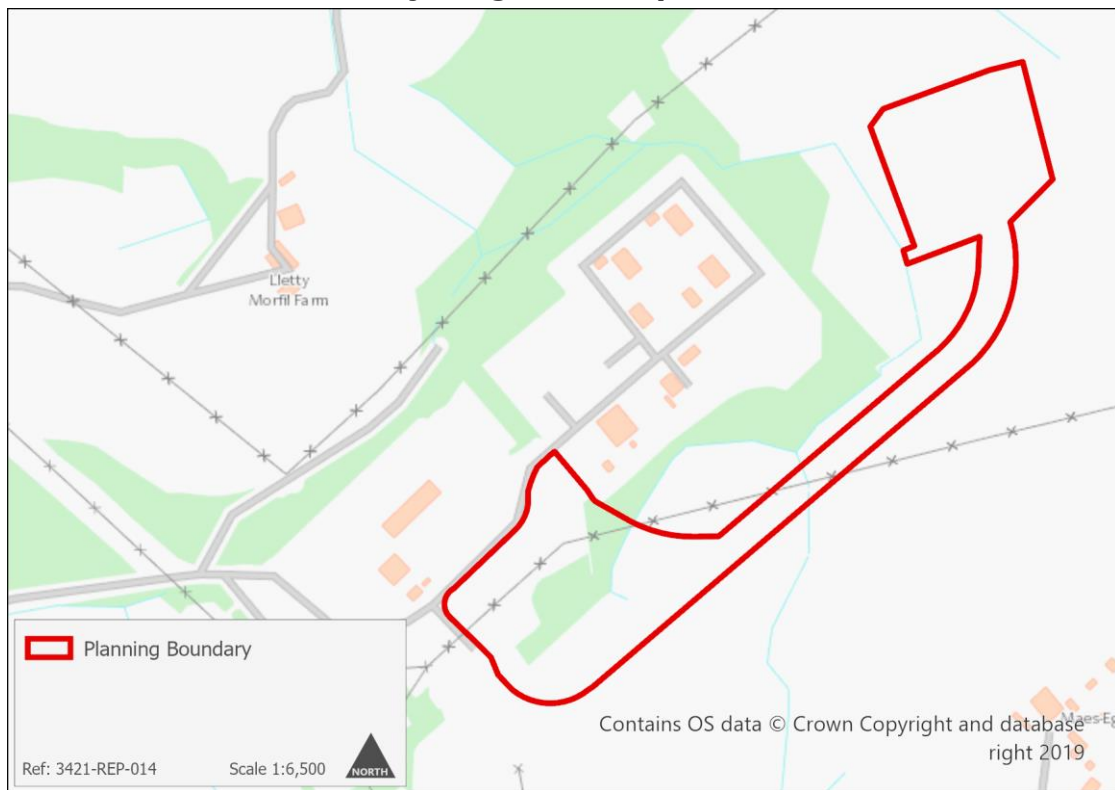 Lletty
Morfil Farm
Planning Boundary
Contains OS data © Crown Copyright and database
right 2019
Ref: 3421-REP-014
Scale 1:6,500
NORTH